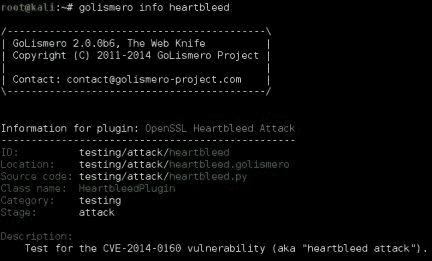 root@kali:~# golismero info heartbleed
/----------------------------------------------\
| GoLismero 2.0.0b6, The Web Knife |
| Copyright (C) 2011-2014 GoLismero Project |
| |
| Contact: contact@golismero-project.com |
\----------------------------------------------/
Information for plugin: OpenSSL Heartbleed Attack
-------------------------------------------------
ID: testing/attack/heartbleed
Location: testing/attack/heartbleed.golismero
Source code: testing/attack/heartbleed.py
Class name: HeartbleedPlugin
Category: testing
Stage: attack
Description:
Test for the CVE-2014-0160 vulnerability (aka "heartbleed attack").